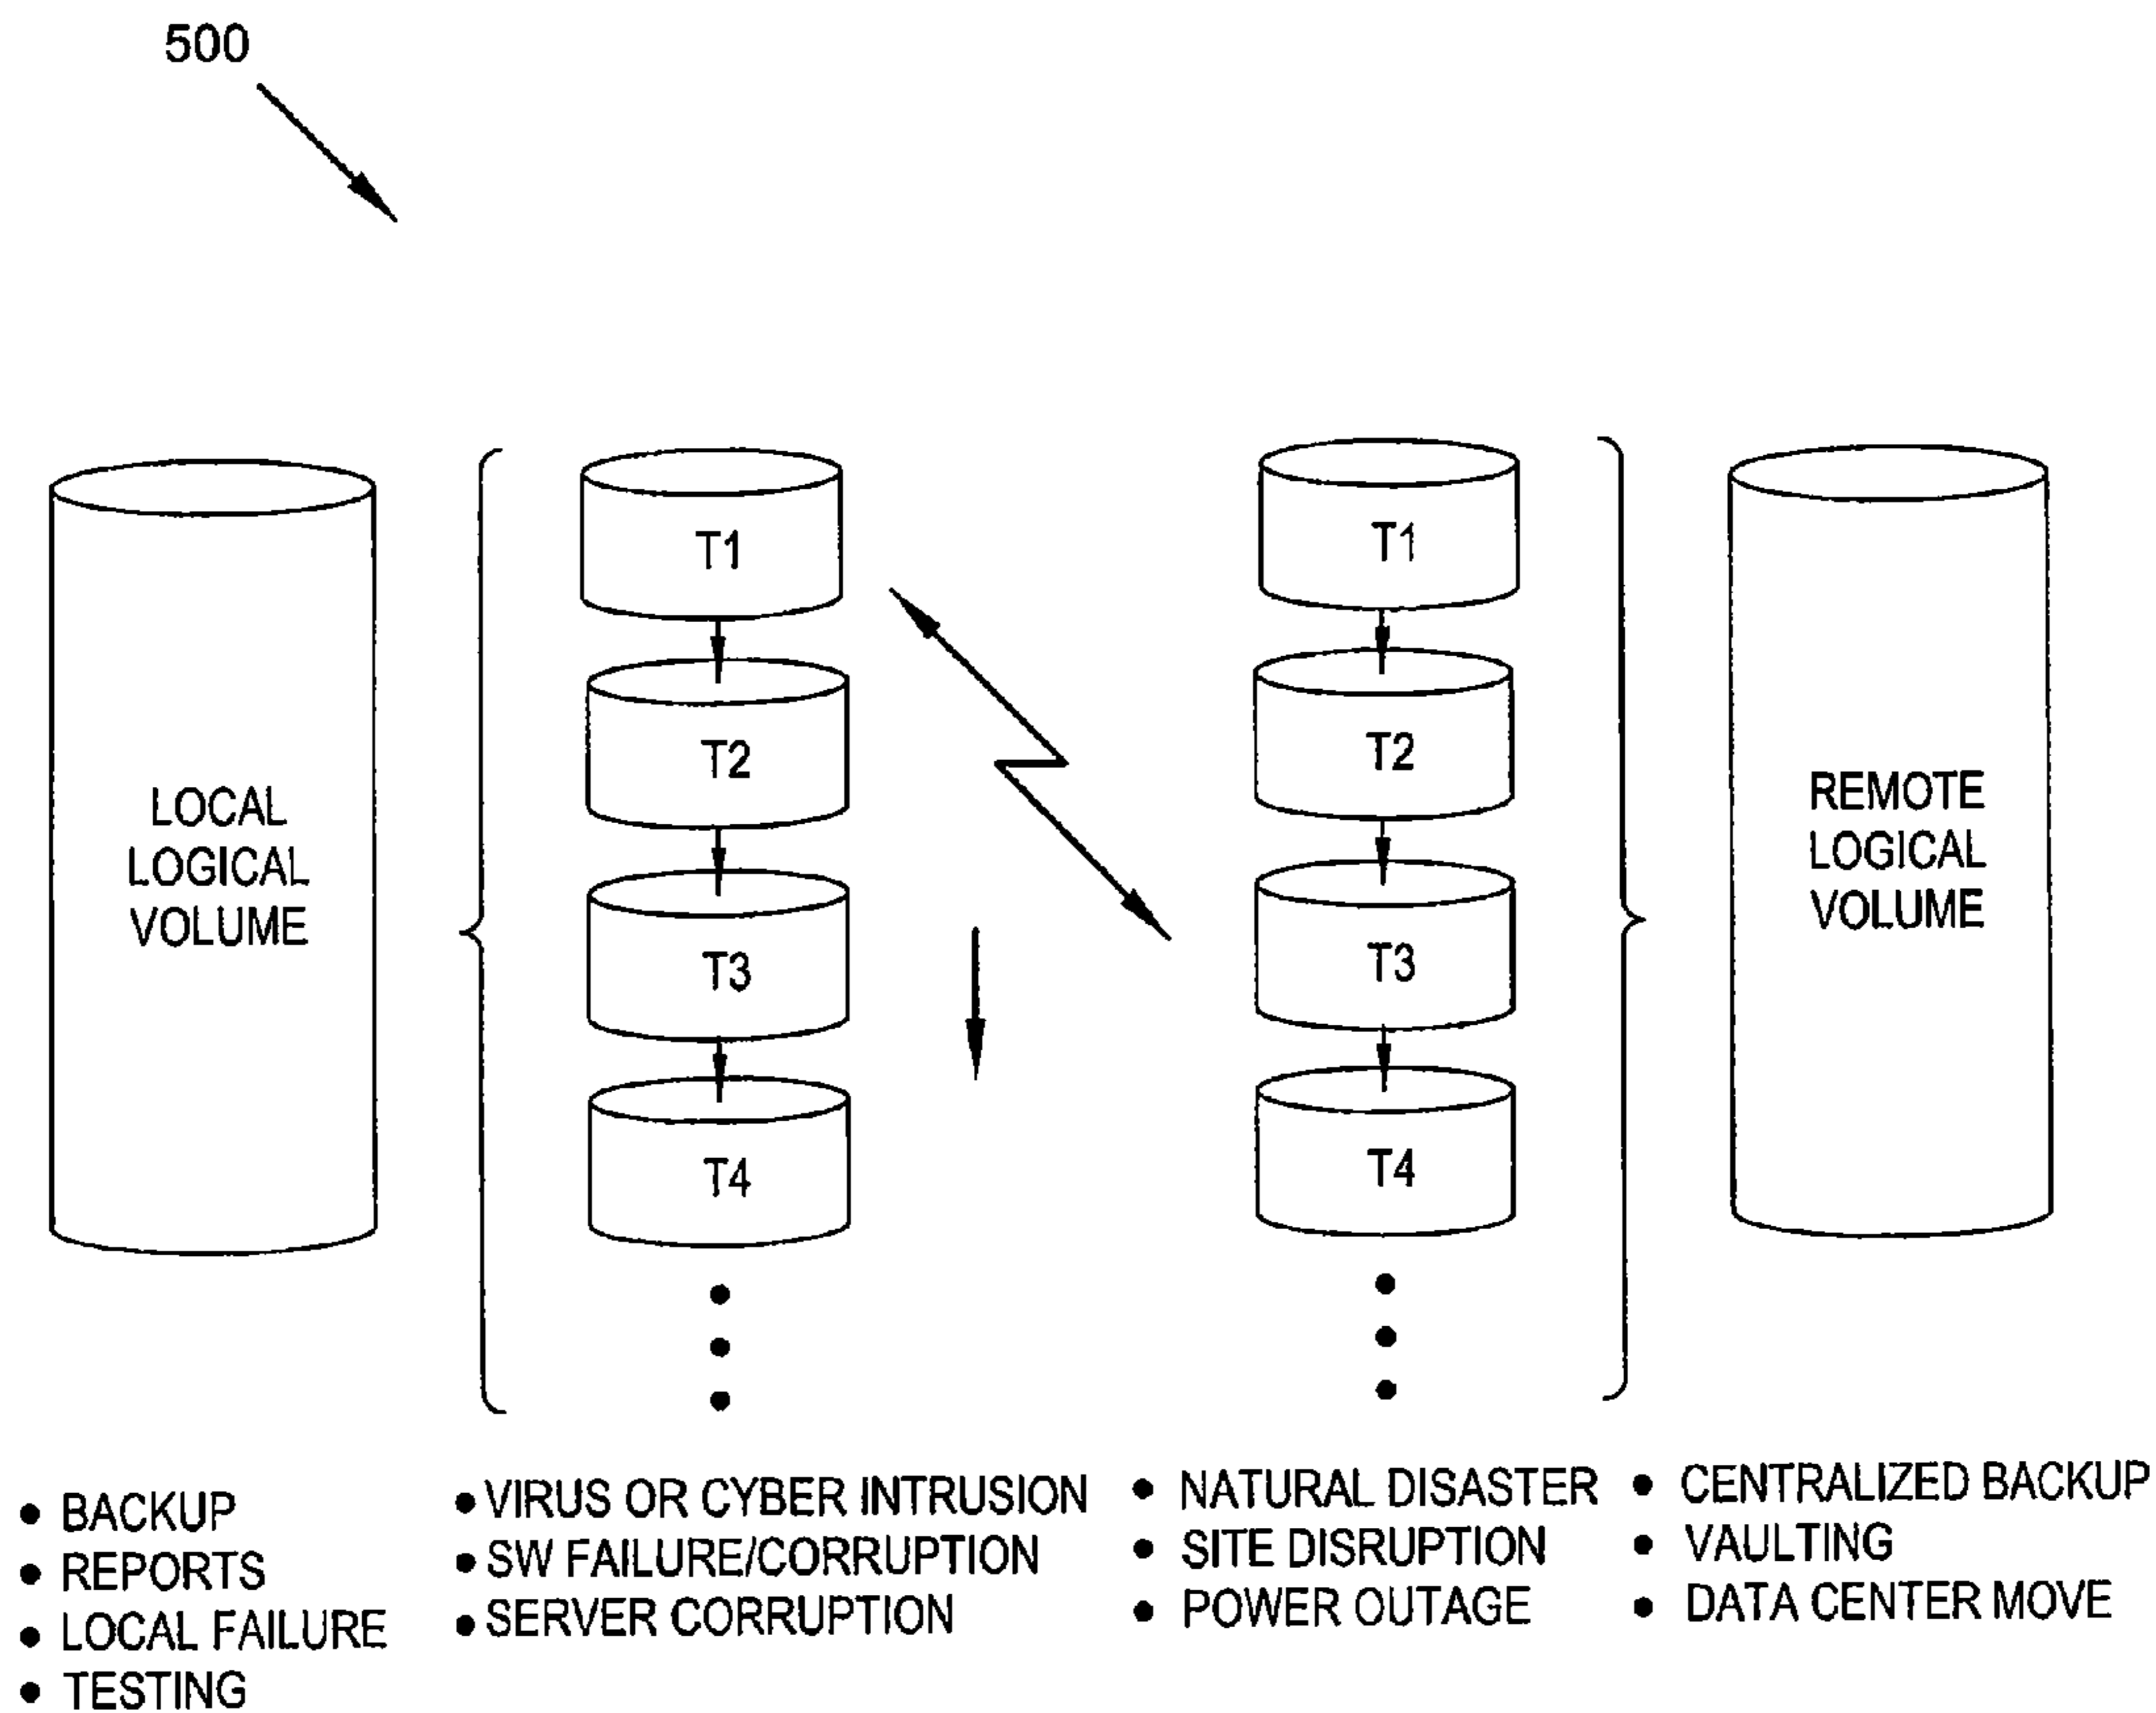 500
LOCAL
LOGICAL
VOLUME
T1
T2
T3
T4
T1
T2
T3
T4
REMOTE
LOGICAL
VOLUME
• BACKUP
• REPORTS
• LOCAL FAILURE
• TESTING
• VIRUS OR CYBER INTRUSION
• SW FAILURE/CORRUPTION
• SERVER CORRUPTION
• NATURAL DISASTER
• SITE DISRUPTION
• POWER OUTAGE
• CENTRALIZED BACKUP
• VAULTING
• DATA CENTER MOVE